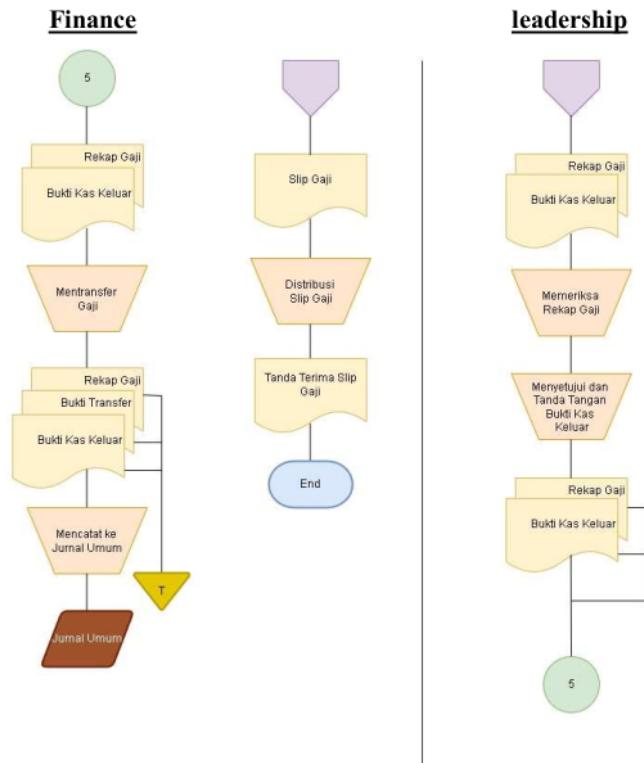 Finance
leadership
5
Rekap Gaji
Bukti Kas Keluar
Mentransfer
Gaji
Rekap Gaji
Bukti Transfer
Bukti Kas Keluar
Mencatat ke
Jurnal Umum
T
Jurnal Umum
Slip Gaji
Distribusi
Slip Gaji
Tanda Terima Slip
Gaji
End
Rekap Gaji
Bukti Kas Keluar
Memeriksa
Rekap Gaji
Menyetujui dan
Tanda Tangan
Bukti Kas
Keluar
Rekap Gaji
Bukti Kas Keluar
5